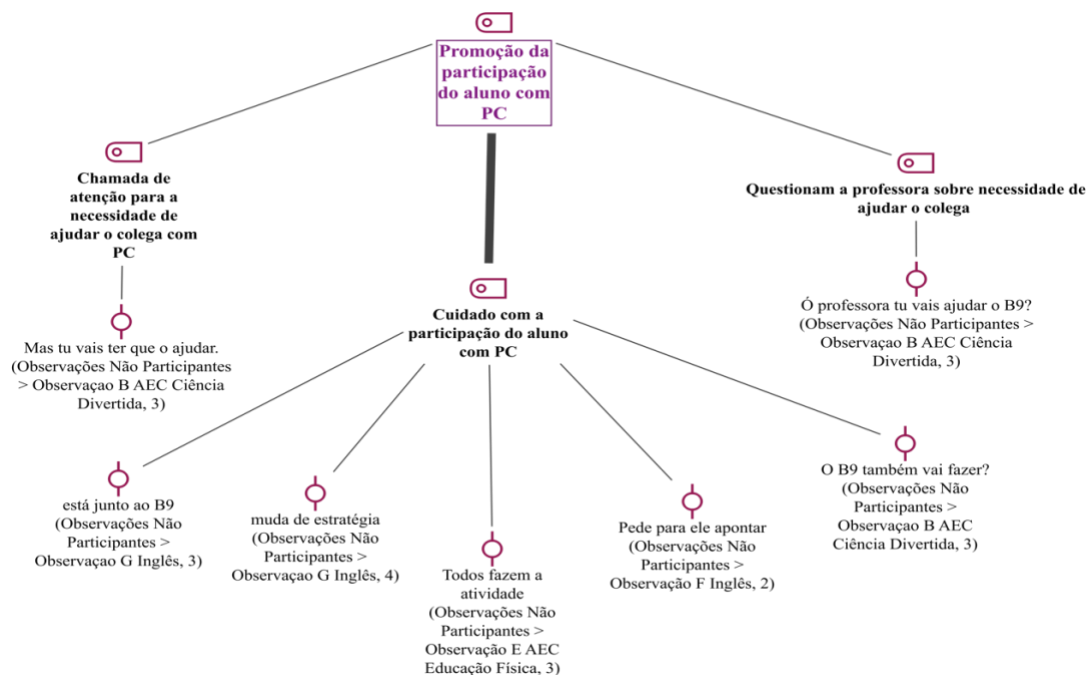 Promoção da
participação
do aluno com
PC
Chamada de
atenção para a
necessidade de
ajudar o colega com
PC
Questionam a professora sobre necessidade de
ajudar o colega
Cuidado com a
participação do aluno
com PC
Mas tu vais ter que o ajudar.
(Observações Não Participantes
> Observaçao B AEC Ciência
Divertida, 3)
Ó professora tu vais ajudar o B9?
(Observações Não Participantes >
Observaçao B AEC Ciência
Divertida, 3)
está junto ao B9
(Observações Não
Participantes >
Observaçao G Inglês, 3)
muda de estratégia
(Observações Não
Participantes >
Observaçao G Inglês, 4)
Todos fazem a
atividade
(Observações Não
Participantes >
Observação E AEC
Educação Física, 3)
Pede para ele apontar
(Observações Não
Participantes >
Observação F Inglês, 2)
O B9 também vai fazer?
(Observações Não
Participantes >
Observaçao B AEC
Ciência Divertida, 3)